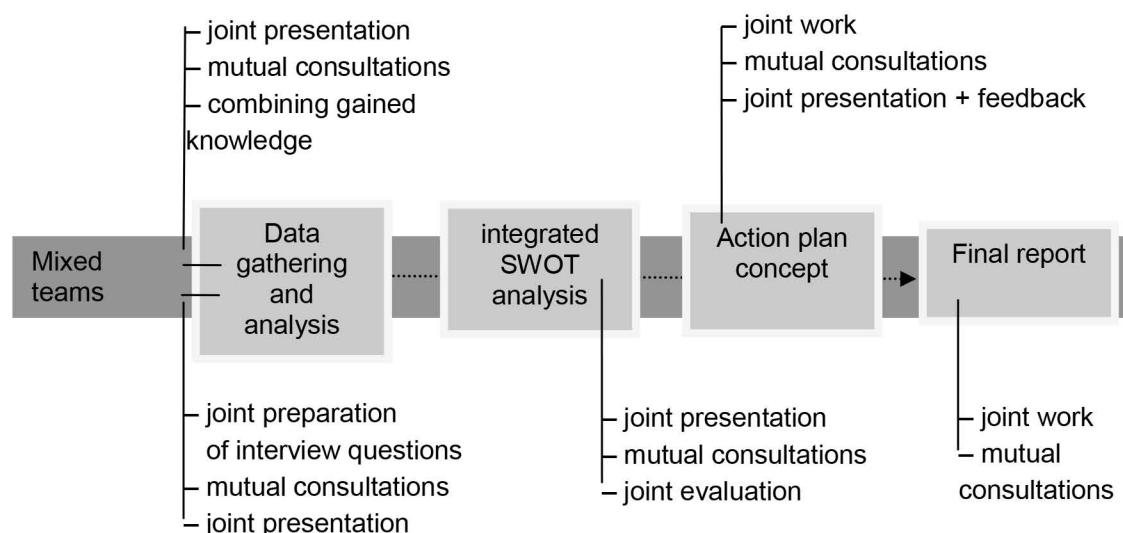 – joint presentation
– mutual consultations
– combining gained
knowledge
– joint work
– mutual consultations
– joint presentation + feedback
Mixed
teams
Data
gathering
and
analysis
integrated
SWOT
analysis
Action plan
concept
Final report
– joint preparation
of interview questions
– mutual consultations
– joint presentation
– joint presentation
– mutual consultations
– joint evaluation
– joint work
– mutual
consultations